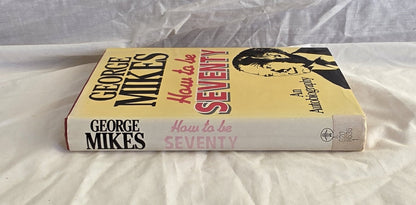 GEORGE
MIKES
How to be
SEVENTY
An
Autobiography
GEORGE
MIKES
How to be
SEVENTY